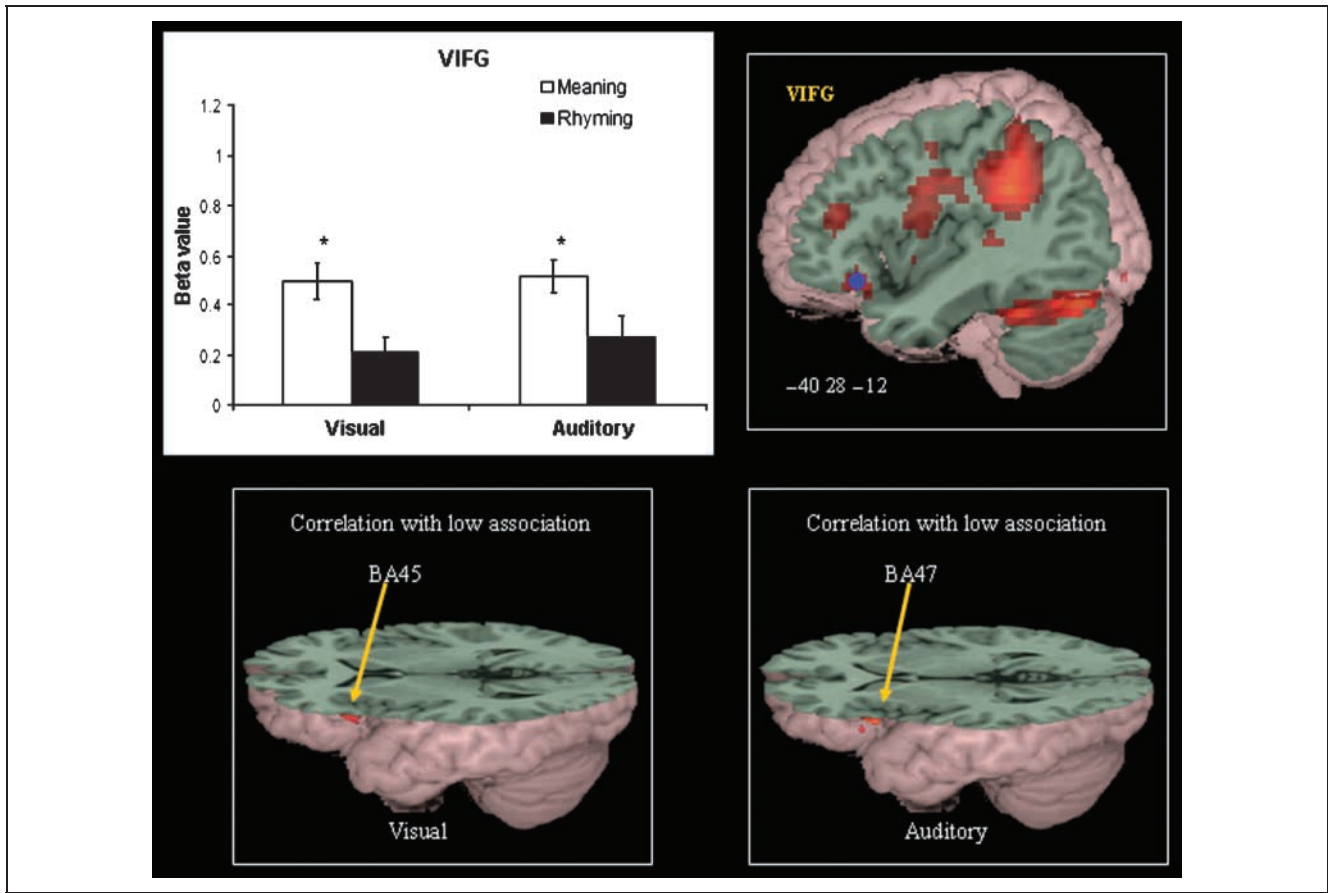 VIFG
Meaning
Rhyming
1.2
1
0.8
0.6
0.4
0.2
0
Beta value
*
*
Visual
Auditory
VIFG
−40 28 −12
Correlation with low association
BA45
Visual
Correlation with low association
BA47
Auditory